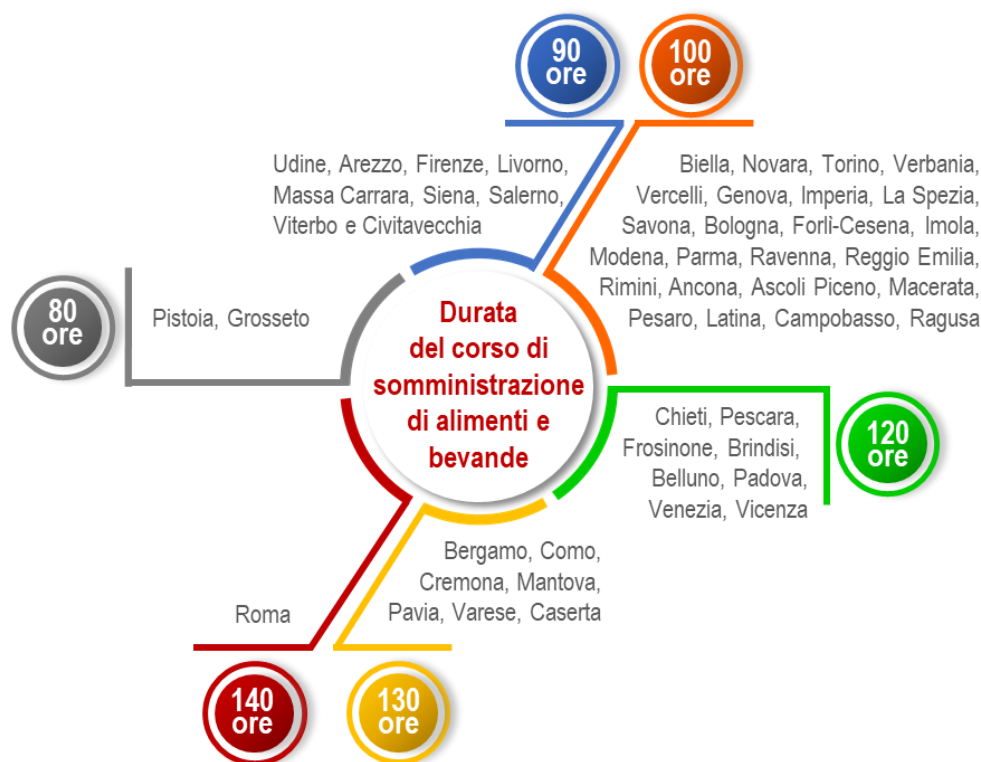 90
ore
100
ore
Udine, Arezzo, Firenze, Livorno,
Massa Carrara, Siena, Salerno,
Viterbo e Civitavecchia
Biella, Novara, Torino, Verbania,
Vercelli, Genova, Imperia, La Spezia,
Savona, Bologna, Forlì-Cesena, Imola,
Modena, Parma, Ravenna, Reggio Emilia,
Rimini, Ancona, Ascoli Piceno, Macerata,
Pesaro, Latina, Campobasso, Ragusa
80
ore
Pistoia, Grosseto
Durata
del corso di
somministrazione
di alimenti e
bevande
Chieti, Pescara,
Frosinone, Brindisi,
Belluno, Padova,
Venezia, Vicenza
120
ore
Bergamo, Como,
Cremona, Mantova,
Pavia, Varese, Caserta
Roma
140
ore
130
ore